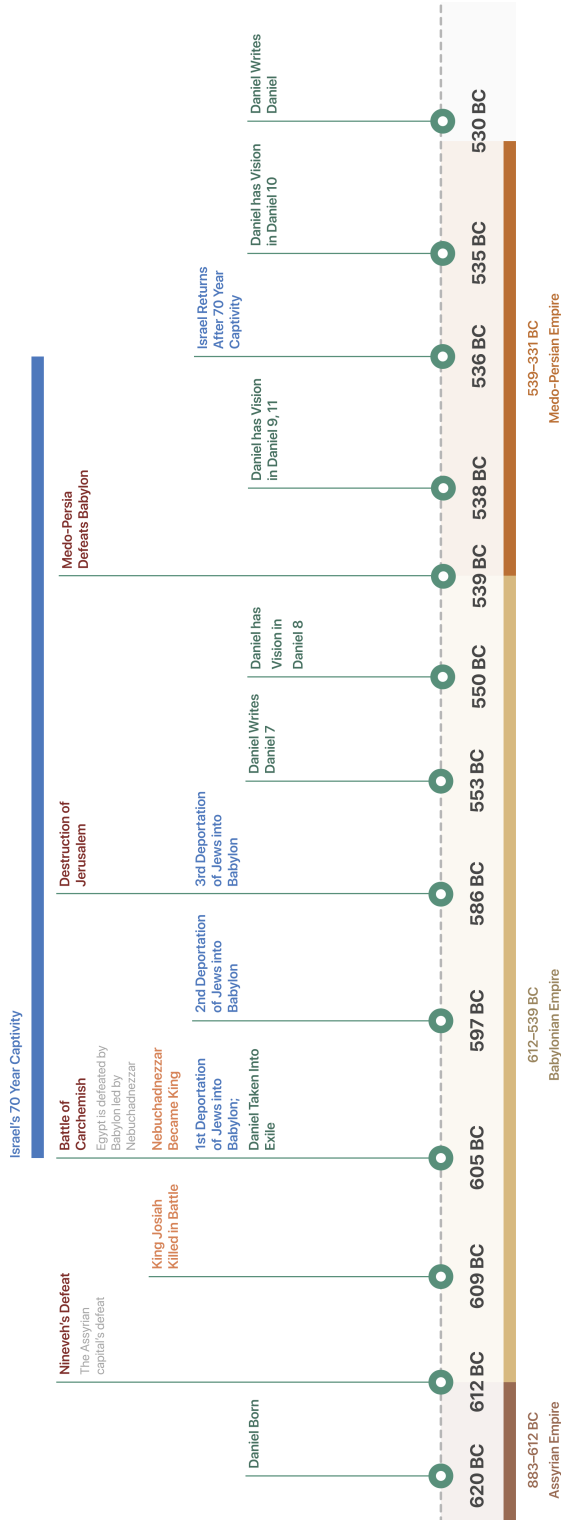 Israel's 70 Year Captivity
Daniel Born
620 BC
Nineveh's Defeat
The Assyrian
capital's defeat
612 BC
King Josiah
Killed in Battle
609 BC
Battle of
Carchemish
Egypt is defeated by
Babylon led by
Nebuchadnezzar
Nebuchadnezzar
Became King
1st Deportation
of Jews into
Babylon;
Daniel Taken Into
Exile
605 BC
2nd Deportation
of Jews into
Babylon
597 BC
Destruction of
Jerusalem
3rd Deportation
of Jews into
Babylon
586 BC
Daniel Writes
Daniel 7
553 BC
Daniel has
Vision in
Daniel 8
550 BC
Medo-Persia
Defeats Babylon
539 BC
Daniel has Vision
in Daniel 9, 11
538 BC
Israel Returns
After 70 Year
Captivity
536 BC
Daniel has Vision
in Daniel 10
535 BC
Daniel Writes
Daniel
530 BC
883–612 BC
Assyrian Empire
612–539 BC
Babylonian Empire
539–331 BC
Medo-Persian Empire